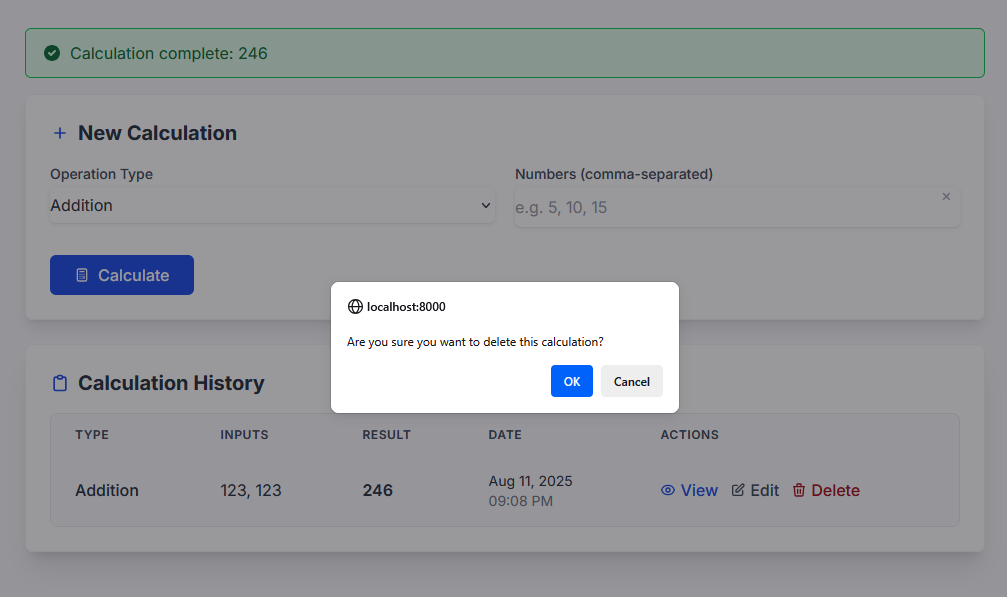 Calculation complete: 246
New Calculation
Operation Type
Numbers (comma-separated)
Addition
e.g. 5, 10, 15
Calculate
localhost:8000
Are you sure you want to delete this calculation?
OK Cancel
Calculation History
TYPE INPUTS RESULT DATE ACTIONS
Addition 123, 123 246 Aug 11, 2025 View Edit Delete
09:08 PM